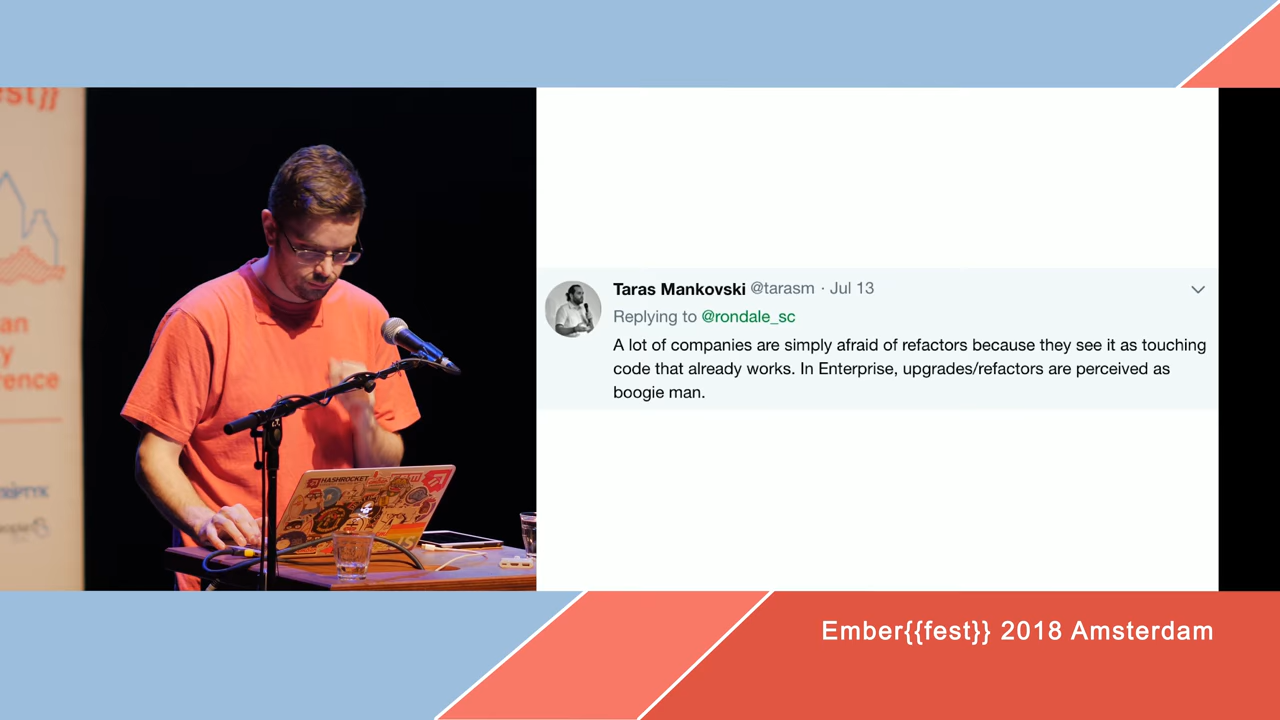 Taras Mankovski @tarasm · Jul 13
Replying to @rondale_sc
A lot of companies are simply afraid of refactors because they see it as touching
code that already works. In Enterprise, upgrades/refactors are perceived as
boogie man.
HASHROCKET
JS
Ember{{fest}} 2018 Amsterdam